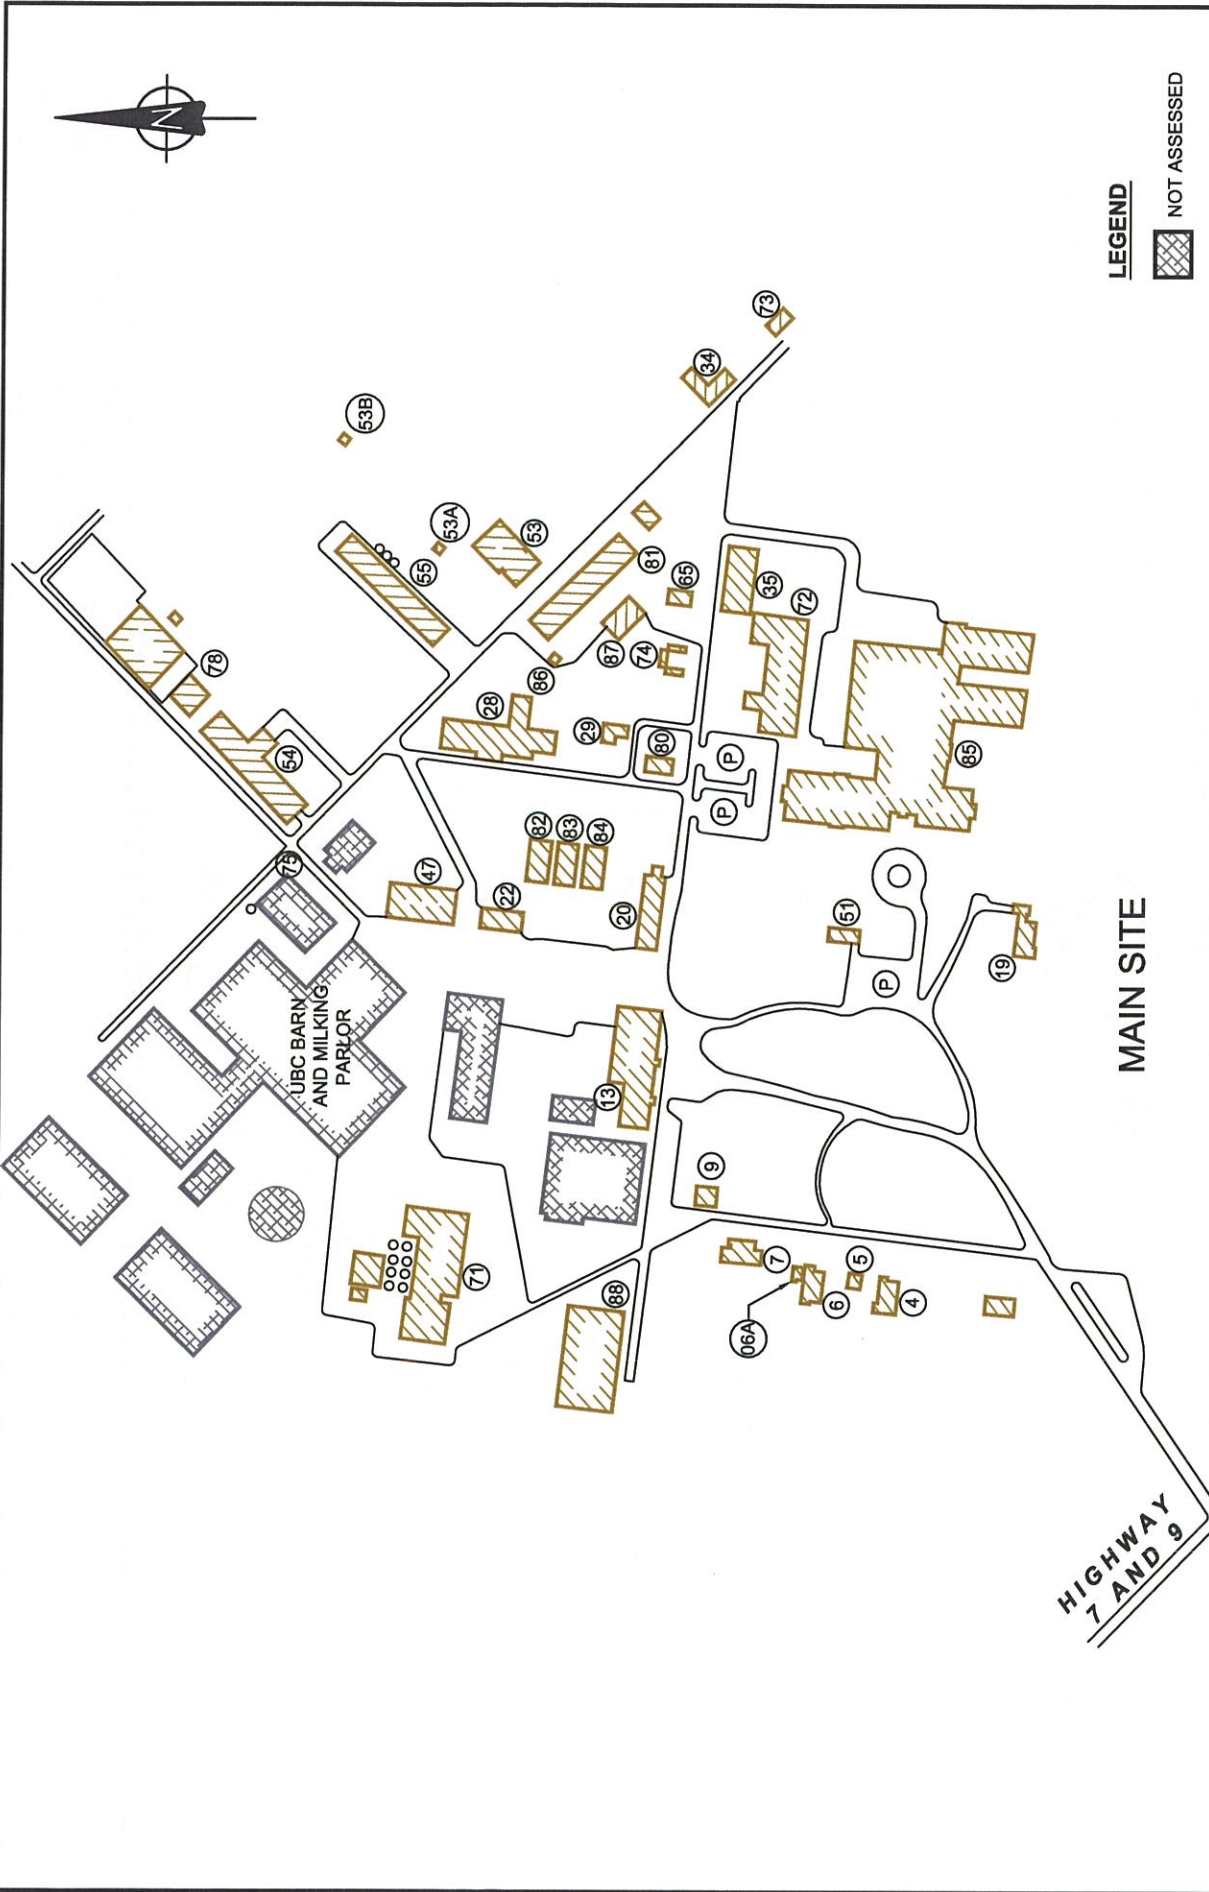 N
53B
73
34
53A
53
55
81
65
35
72
78
87
74
86
28
29
80
P
P
54
85
82
83
84
75
47
22
20
51
P
19
UBC BARN
AND MILKING
PARLOR
13
9
71
88
7
06A
6
5
4
HIGHWAY
7 AND 9
MAIN SITE
LEGEND
NOT ASSESSED